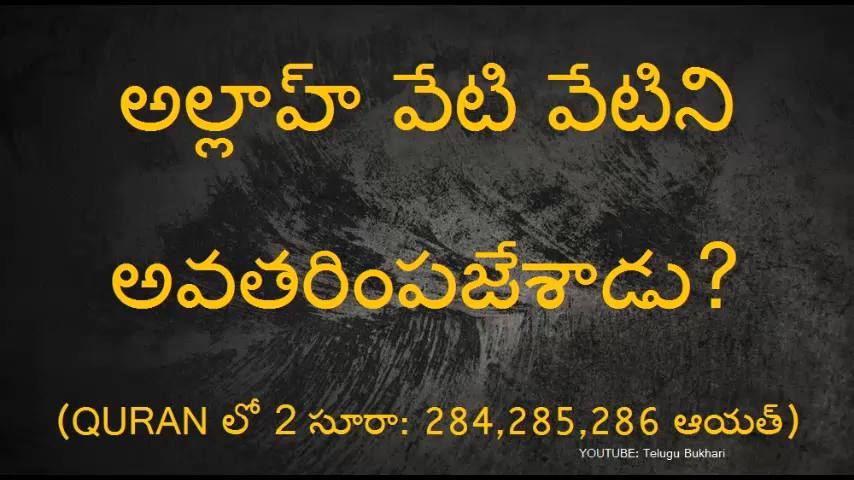 అల్లాహ్ వేటి వేటిని
అవతరింపజేశాడు?
(QURAN లో 2 సూరా: 284,285,286 ఆయత్)
YOUTUBE: Telugu Bukhari